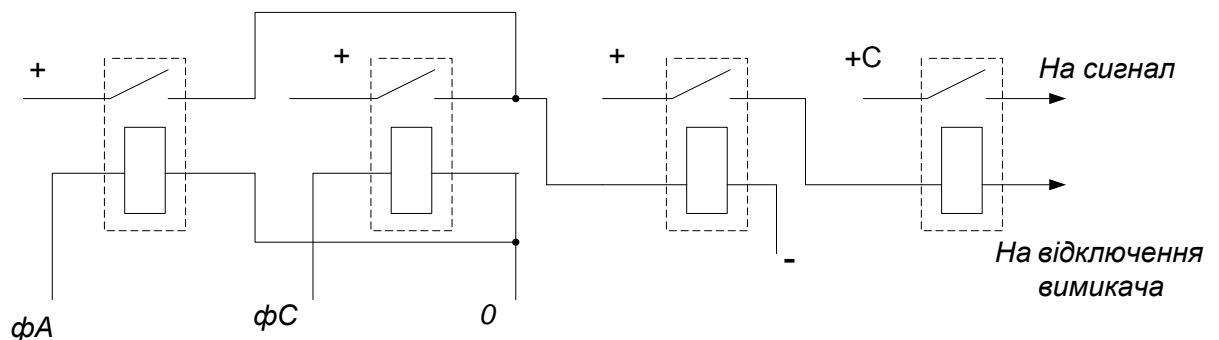 +
+
+
+С
На сигнал
-
На відключення
вимикача
фА
фС
0